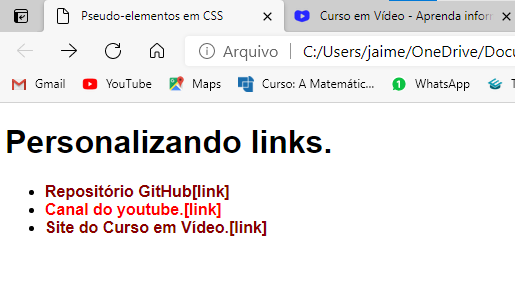 Pseudo-elementos em CSS
Curso em Vídeo - Aprenda infor
Arquivo
C:/Users/jaime/OneDrive/Docu
Gmail
YouTube
Maps
Curso: A Matemátic...
WhatsApp
T
Personalizando links.
Repositório GitHub[link]
Canal do youtube.[link]
Site do Curso em Vídeo.[link]